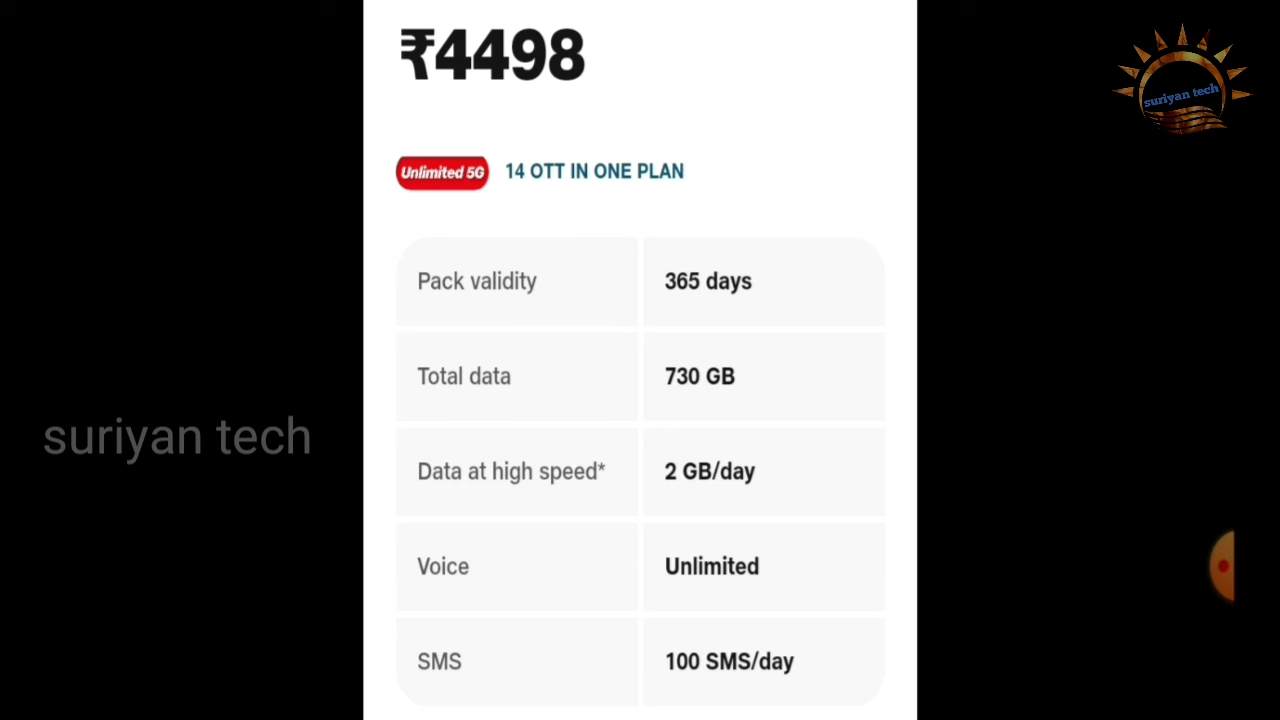 ₹4498
suriyan tech
Unlimited 5G 14 OTT IN ONE PLAN
Pack validity 365 days
Total data 730 GB
suriyan tech
Data at high speed* 2 GB/day
Voice Unlimited
SMS 100 SMS/day